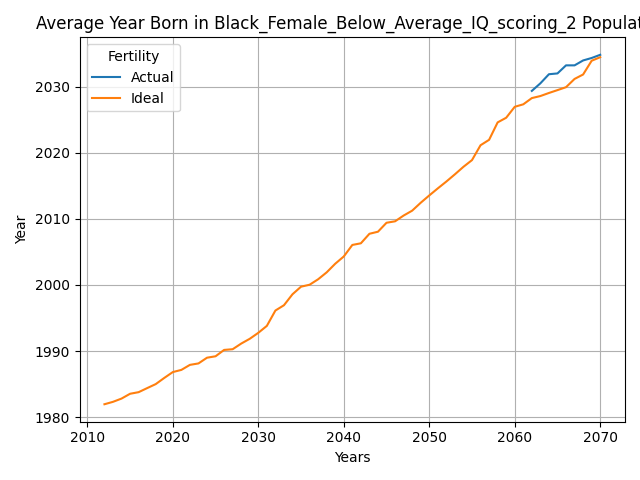 Average Year Born in Black_Female_Below_Average_IQ_scoring_2 Populat
Fertility
Actual
Ideal
2030
2020
2010
2000
1990
1980
Year
2010 2020 2030 2040 2050 2060 2070
Years